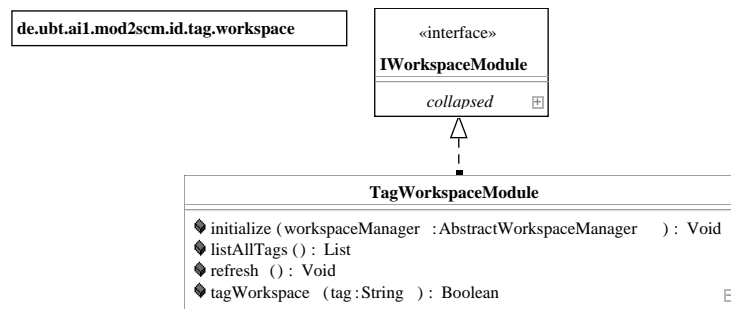 de.ubt.ai1.mod2scm.id.tag.workspace
«interface»
IWorkspaceModule
collapsed
TagWorkspaceModule
initialize (workspaceManager :AbstractWorkspaceManager ) : Void
listAllTags () : List
refresh () : Void
tagWorkspace (tag :String ) : Boolean